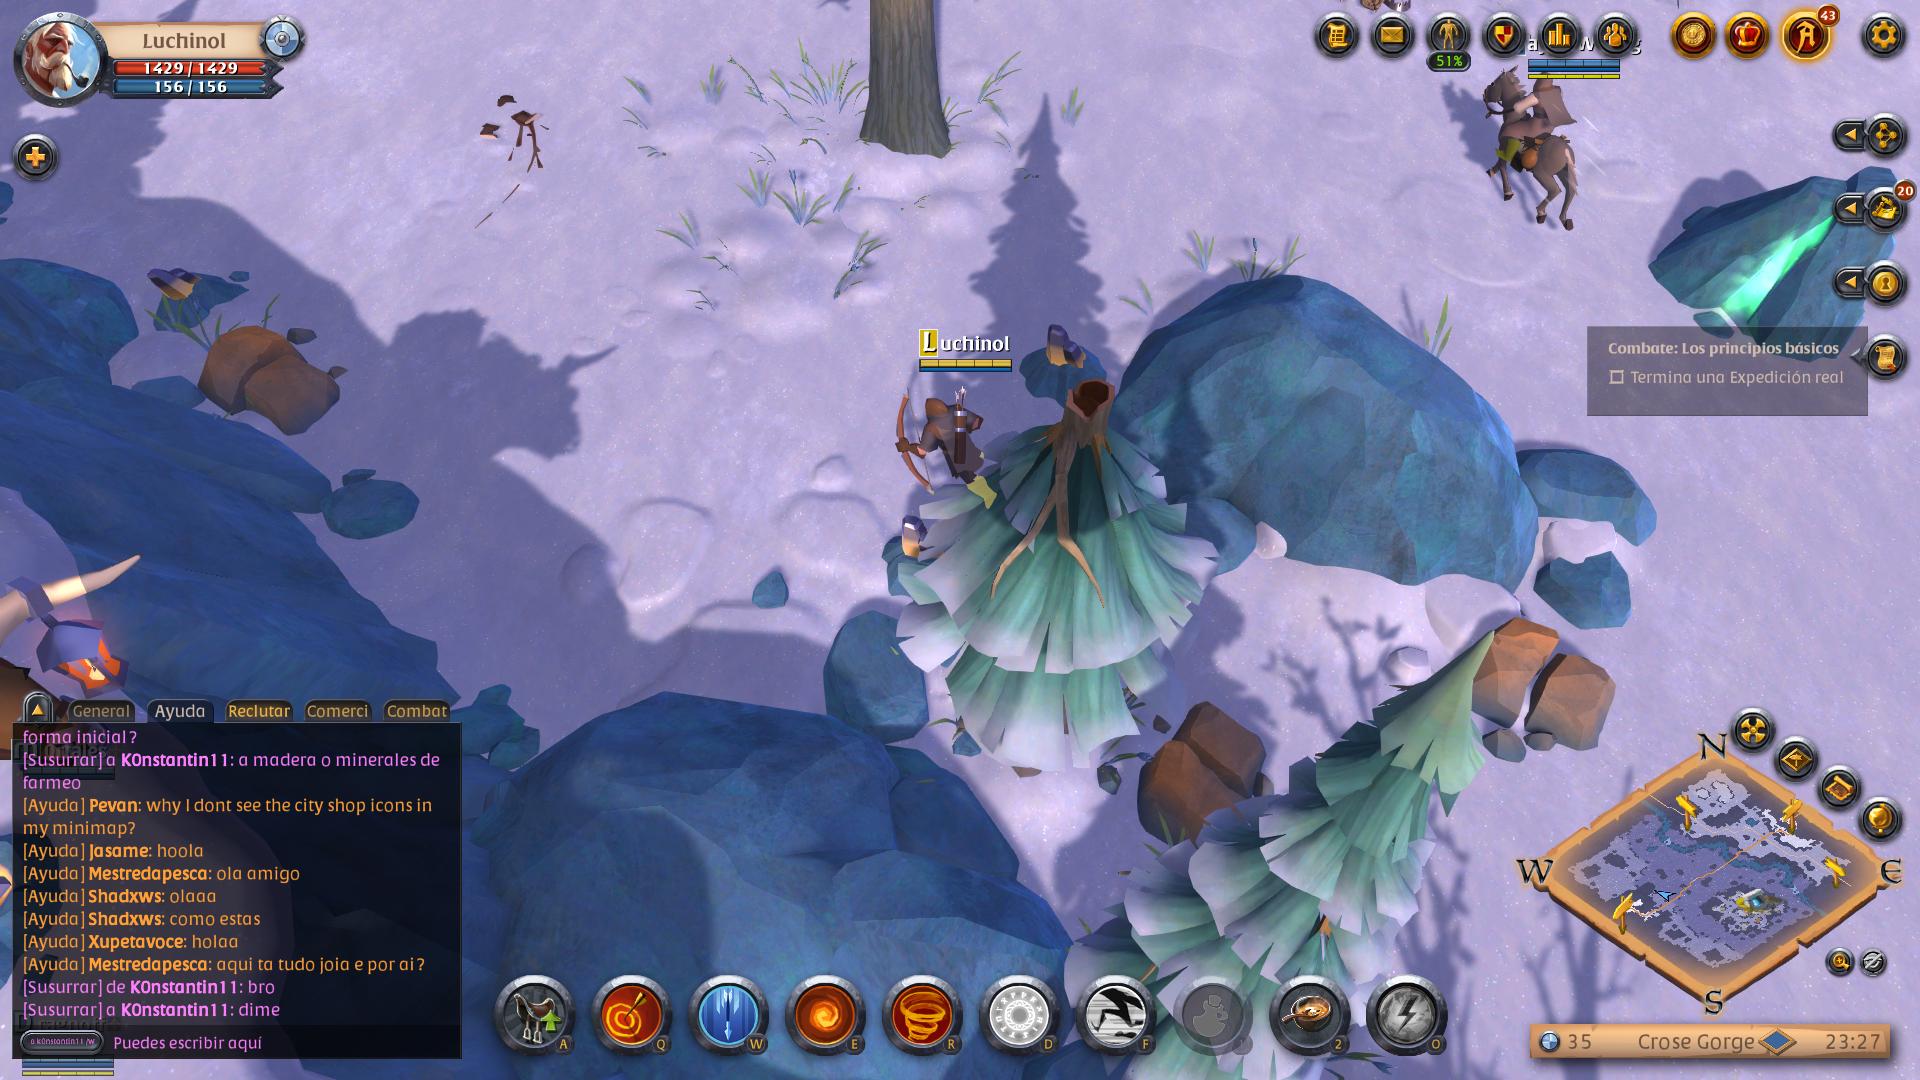 Luchinol
1429 / 1429
156 / 156
51%
43
20
Combate: Los principios básicos
Termina una Expedición real
Luchinol
General Ayuda Reclutar Comerci Combat
forma inicial?
[Susurrar] a K0nstantin11: a madera o minerales de
farmeo
[Ayuda] Pevan: why I dont see the city shop icons in
my minimap?
[Ayuda] Jasame: hoola
[Ayuda] Mestredapesca: ola amigo
[Ayuda] Shadxws: olaaa
[Ayuda] Shadxws: como estas
[Ayuda] Xupetavoce: holaa
[Ayuda] Mestredapesca: aqui ta tudo joia e por ai?
[Susurrar] de K0nstantin11: bro
[Susurrar] a K0nstantin11: dime
a K0nstantin11 /W Puedes escribir aquí
A Q W E R D F 1 2 O
N
W E
S
35 Crose Gorge 23:27